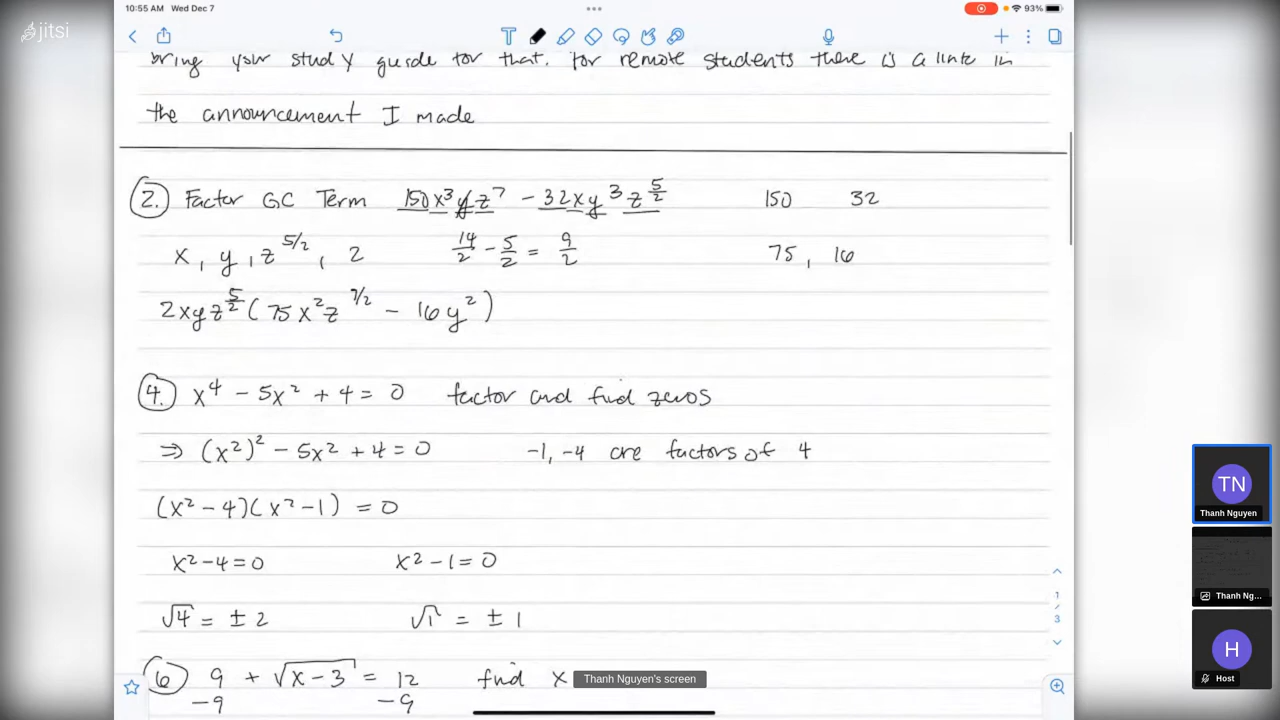 10:55 AM Wed Dec 7
93%
jitsi
bring your study guide for that. For remote students there is a link in
the announcement I made
2. Factor GC Term 150x³yz⁷ - 32xy³z^(5/2) 150 32
x, y, z^(5/2), 2 14/2 - 5/2 = 9/2 75, 16
2xyz^(5/2)(75x²z^(9/2) - 16y²)
4. x⁴ - 5x² + 4 = 0 factor and find zeros
⇒ (x²)² - 5x² + 4 = 0 -1, -4 are factors of 4
(x² - 4)(x² - 1) = 0
x² - 4 = 0 x² - 1 = 0
√4 = ± 2 √1 = ± 1
6 9 + √(x - 3) = 12 find x
-9 -9
1
/
3
Thanh Nguyen's screen
TN
Thanh Nguyen
Thanh Ng...
H
Host